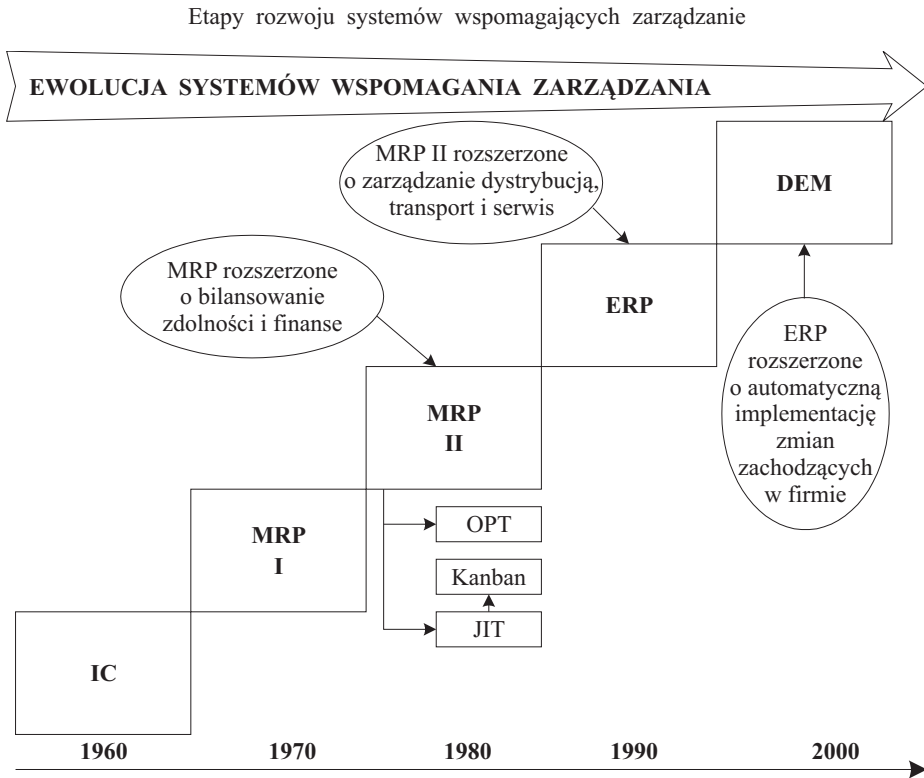 Etapy rozwoju systemów wspomagających zarządzanie
EWOLUCJA SYSTEMÓW WSPOMAGANIA ZARZĄDZANIA
MRP II rozszerzone
o zarządzanie dystrybucją,
transport i serwis
DEM
MRP rozszerzone
o bilansowanie
zdolności i finanse
ERP
ERP
rozszerzone
o automatyczną
implementację
zmian
zachodzących
w firmie
MRP
II
MRP
I
OPT
Kanban
JIT
IC
1960 1970 1980 1990 2000